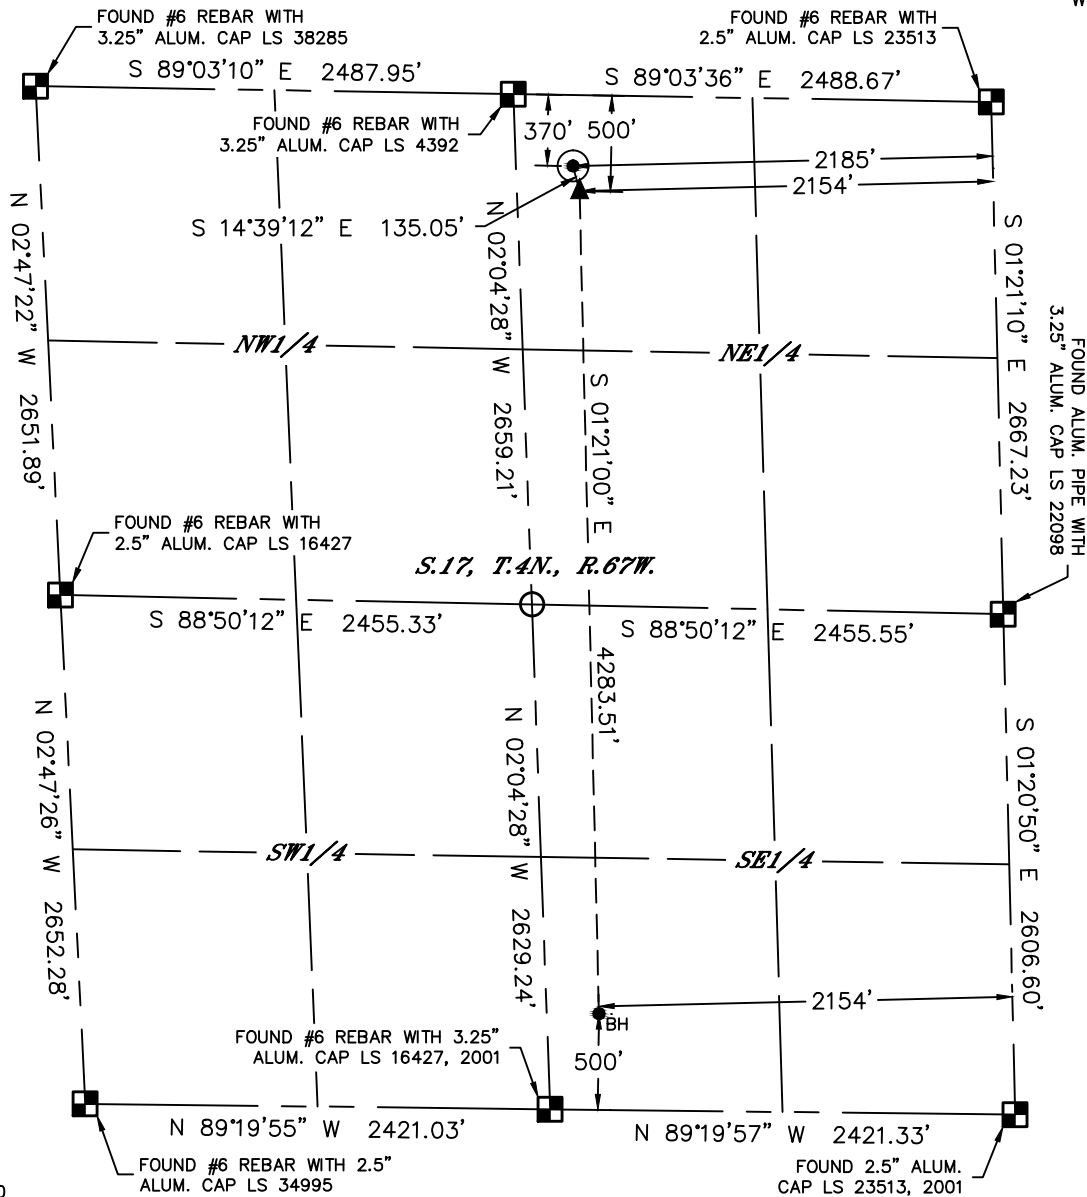 W
FOUND #6 REBAR WITH
3.25" ALUM. CAP LS 38285
FOUND #6 REBAR WITH
2.5" ALUM. CAP LS 23513
S 89°03'10" E 2487.95'
S 89°03'36" E 2488.67'
FOUND #6 REBAR WITH
3.25" ALUM. CAP LS 4392
370'
500'
2185'
2154'
S 14°39'12" E 135.05'
N 02°47'22" W 2651.89'
N 02°04'28" W 2659.21'
S 01°21'10" E 2667.23'
FOUND ALUM. PIPE WITH
3.25" ALUM. CAP LS 22098
NW1/4
NE1/4
S 01°21'00" E 4283.51'
FOUND #6 REBAR WITH
2.5" ALUM. CAP LS 16427
S.17, T.4N., R.67W.
S 88°50'12" E 2455.33'
S 88°50'12" E 2455.55'
N 02°47'26" W 2652.28'
N 02°04'28" W 2629.24'
S 01°20'50" E 2606.60'
SW1/4
SE1/4
2154'
BH
500'
FOUND #6 REBAR WITH 3.25"
ALUM. CAP LS 16427, 2001
N 89°19'55" W 2421.03'
N 89°19'57" W 2421.33'
FOUND #6 REBAR WITH 2.5"
ALUM. CAP LS 34995
FOUND 2.5" ALUM.
CAP LS 23513, 2001